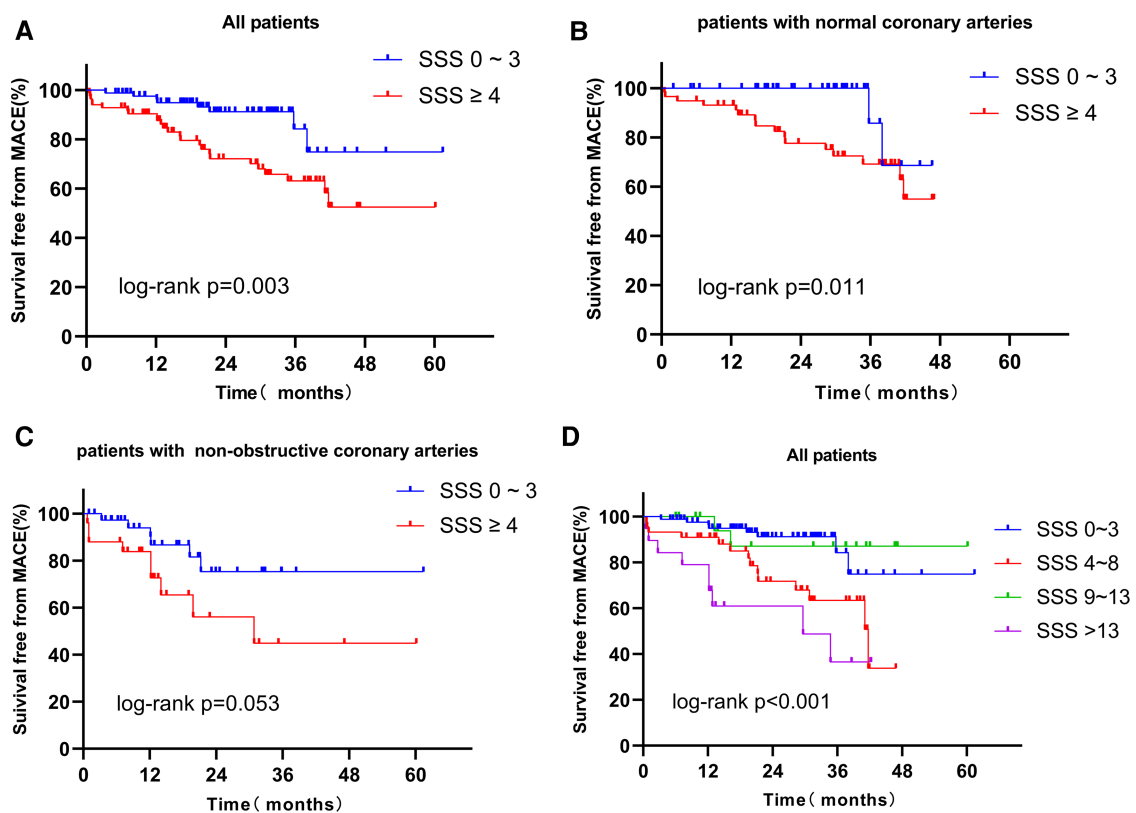 A
All patients
Survival free from MACE(%)
100
80
60
40
20
0
0 12 24 36 48 60
Time( months)
SSS 0 ~ 3
SSS ≥ 4
log-rank p=0.003
B
patients with normal coronary arteries
Suivival free from MACE(%)
100
80
60
40
20
0
0 12 24 36 48 60
Time( months)
SSS 0 ~ 3
SSS ≥ 4
log-rank p=0.011
C
patients with non-obstructive coronary arteries
Suivival free from MACE(%)
100
80
60
40
20
0
0 12 24 36 48 60
Time( months)
SSS 0 ~ 3
SSS ≥ 4
log-rank p=0.053
D
All patients
Suivival free from MACE(%)
100
80
60
40
20
0
0 12 24 36 48 60
Time( months)
SSS 0~3
SSS 4~8
SSS 9~13
SSS >13
log-rank p<0.001